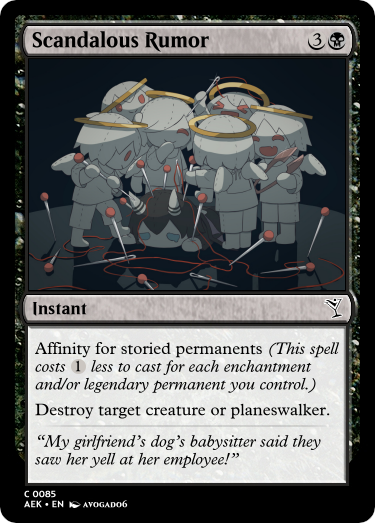 Scandalous Rumor 3
Instant
Affinity for storied permanents (This spell
costs 1 less to cast for each enchantment
and/or legendary permanent you control.)
Destroy target creature or planeswalker.
“My girlfriend’s dog’s babysitter said they
saw her yell at her employee!”
C 0085
AEK • EN AVOGADO6